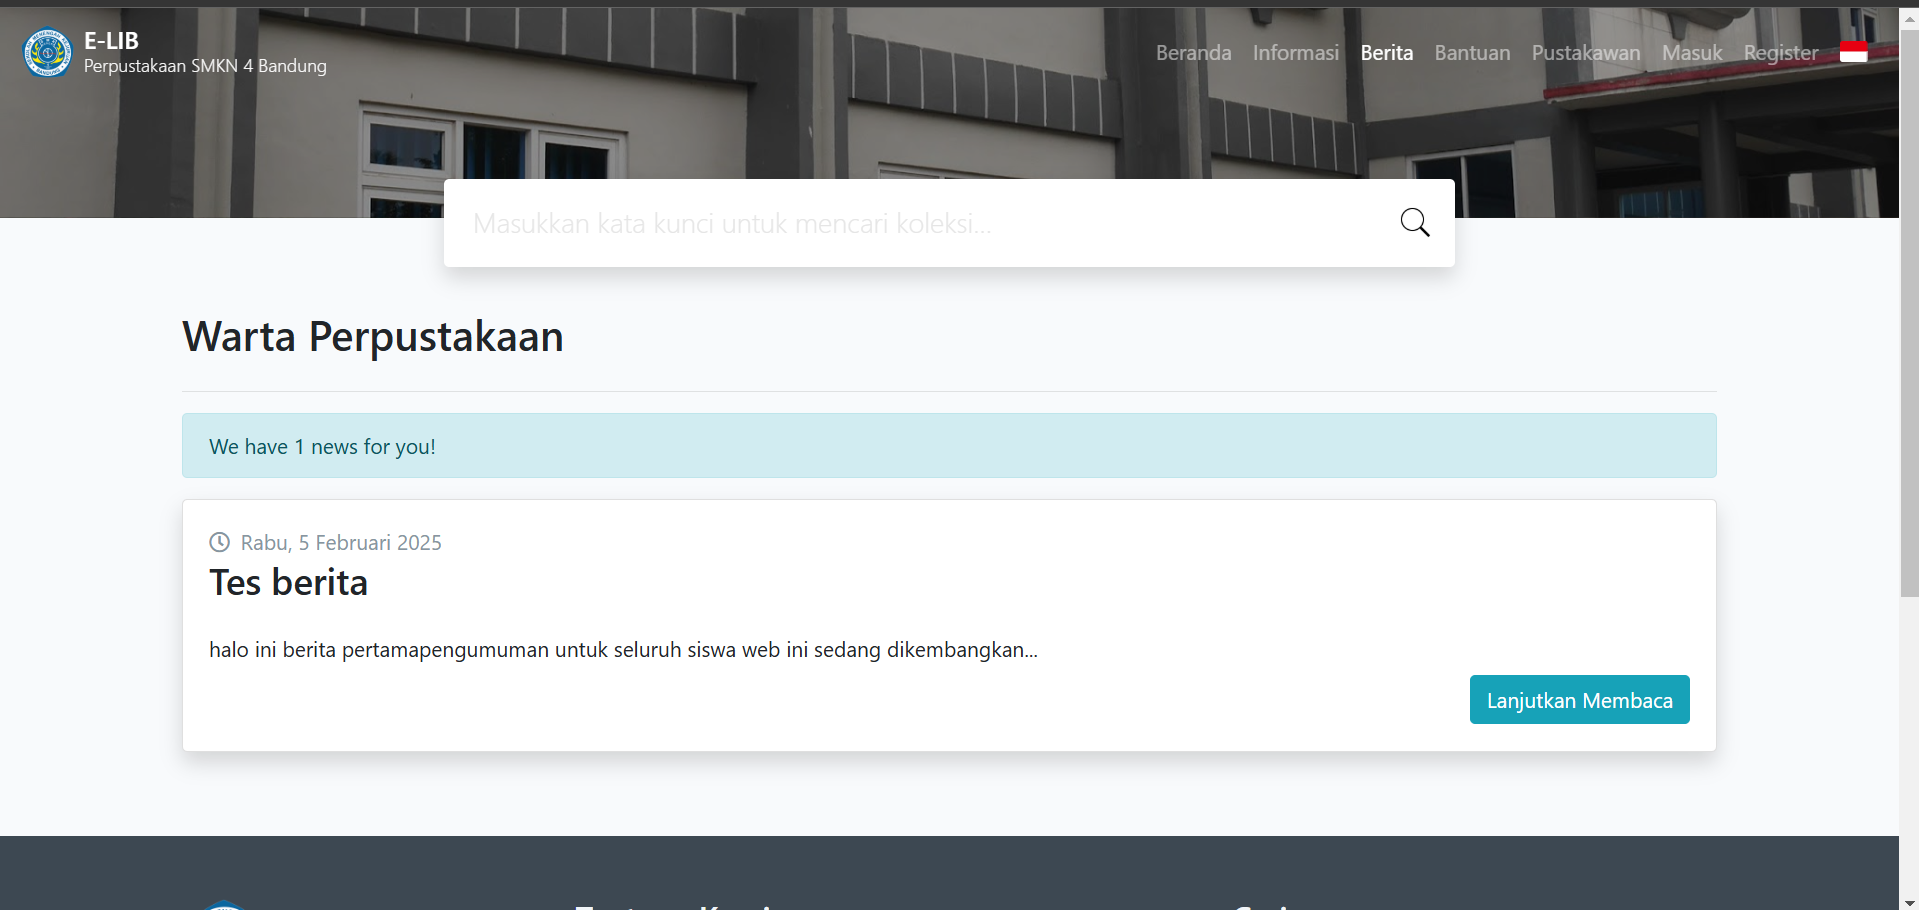 E-LIB
Perpustakaan SMKN 4 Bandung
Beranda Informasi Berita Bantuan Pustakawan Masuk Register
Masukkan kata kunci untuk mencari koleksi...
Warta Perpustakaan
We have 1 news for you!
Rabu, 5 Februari 2025
Tes berita
halo ini berita pertamapengumuman untuk seluruh siswa web ini sedang dikembangkan...
Lanjutkan Membaca